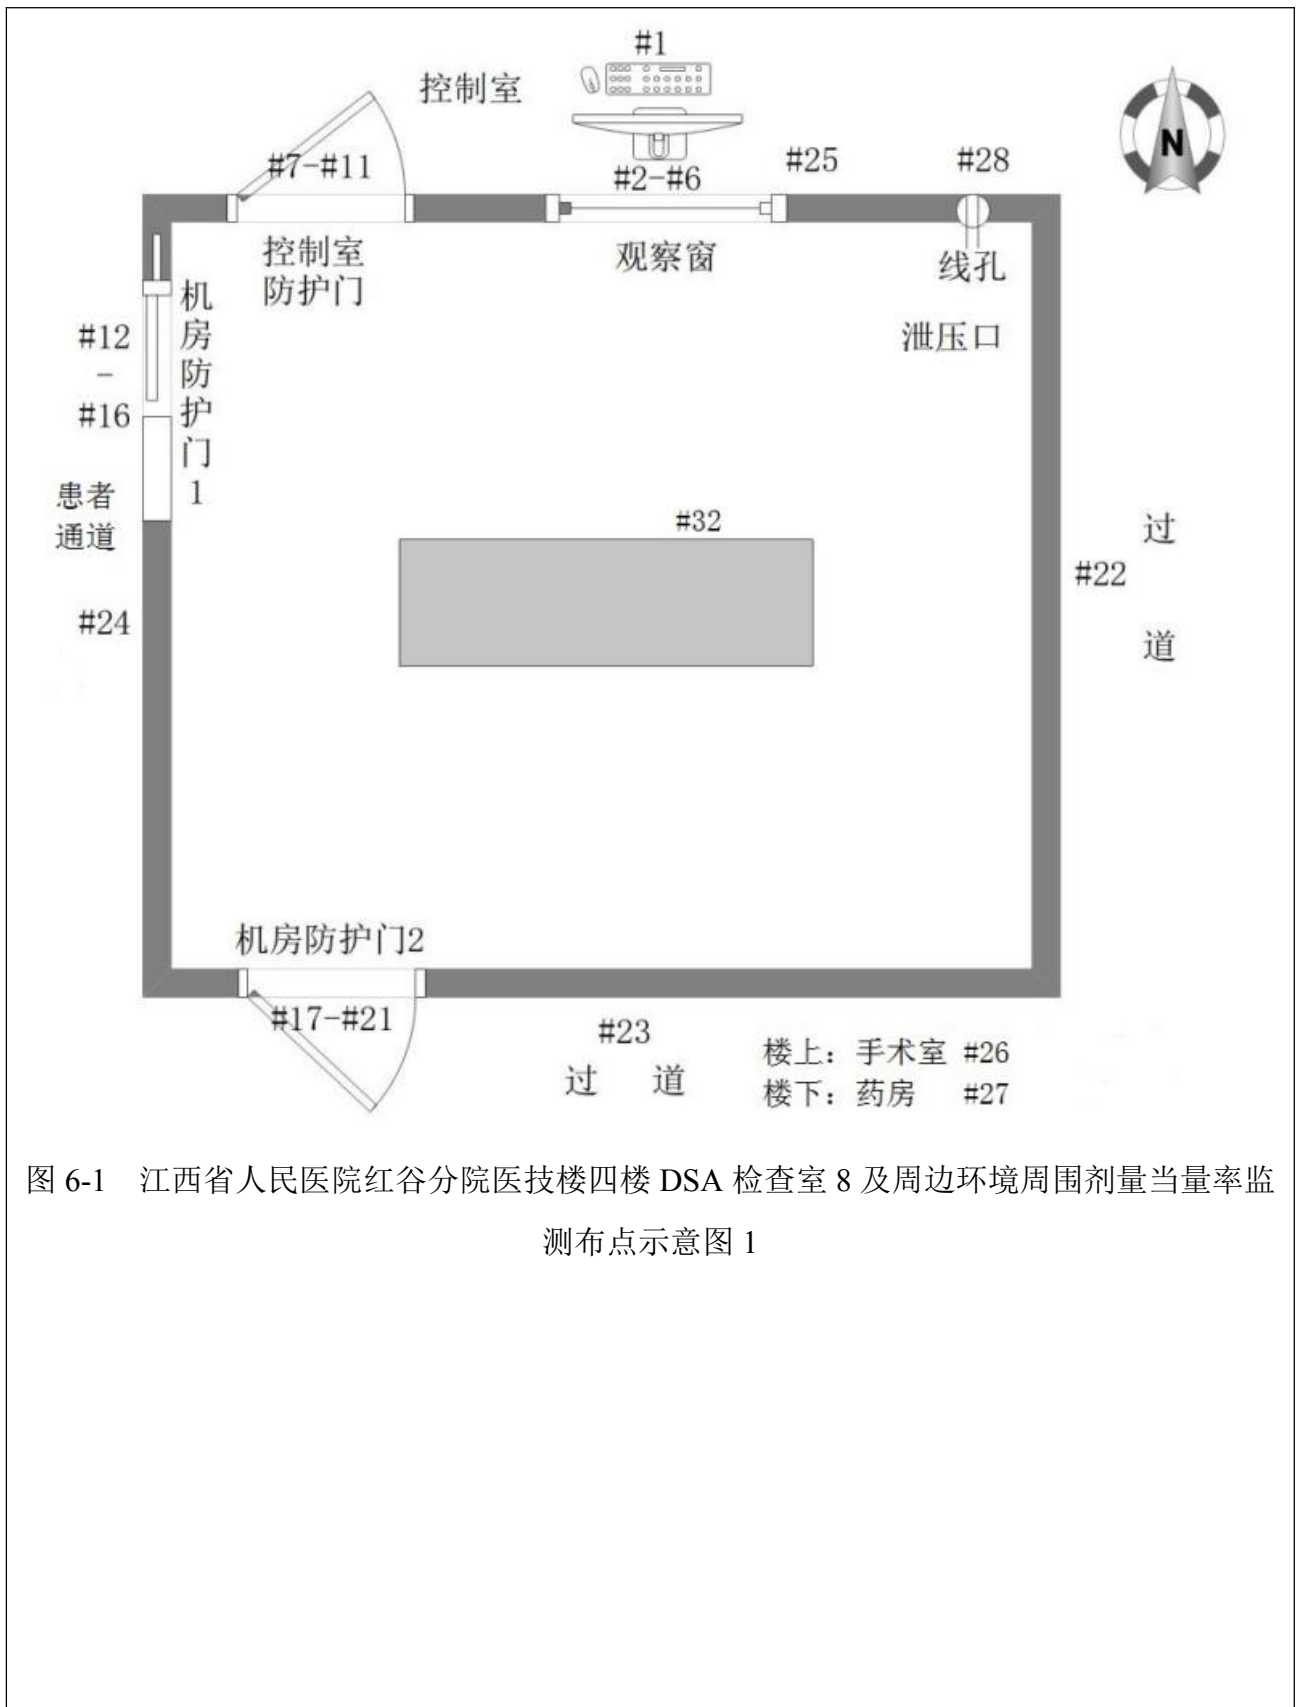 #1
控制室
N
#7-#11
#2-#6
#25
#28
控制室
防护门
观察窗
线孔
泄压口
机房防护门1
#12
-
#16
患者
通道
#24
#32
#22
过
道
机房防护门2
#17-#21
#23
过 道
楼上：手术室 #26
楼下：药房 #27
图 6-1 江西省人民医院红谷分院医技楼四楼 DSA 检查室 8 及周边环境周围剂量当量率监
测布点示意图 1